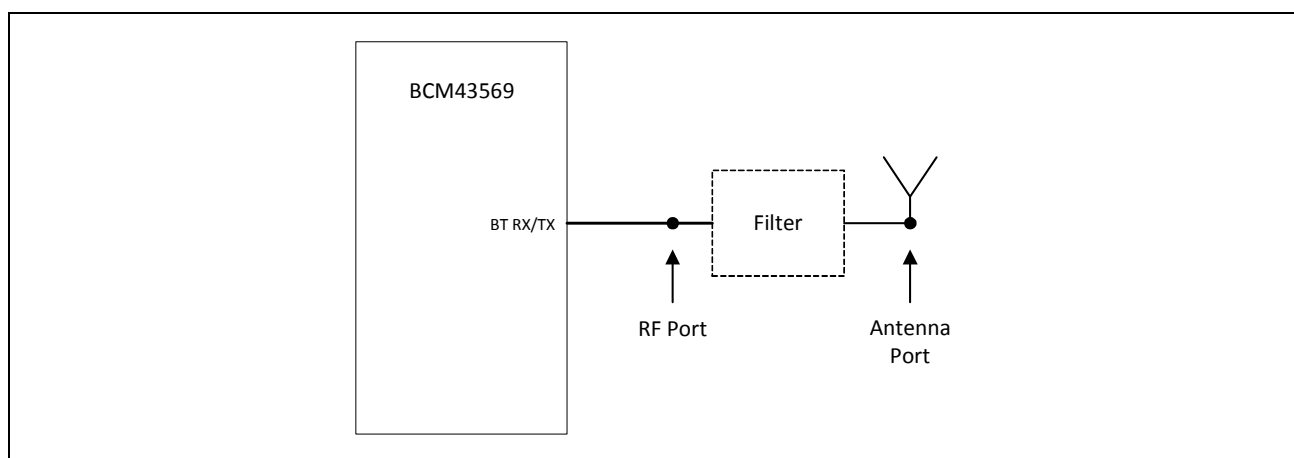 BCM43569
BT RX/TX
Filter
RF Port
Antenna
Port